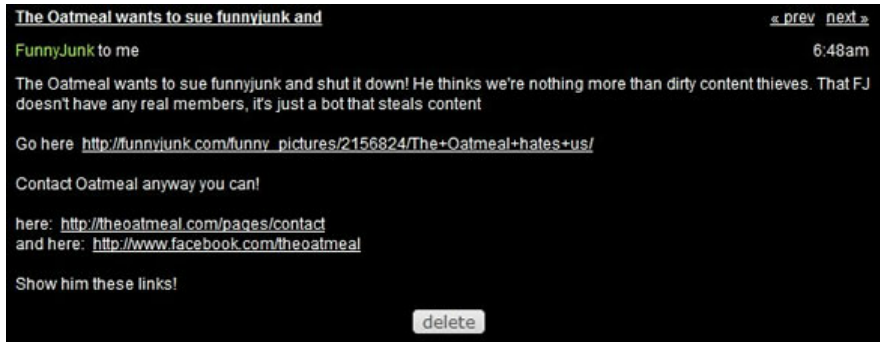 The Oatmeal wants to sue funnyjunk and
« prev next »
FunnyJunk to me
6:48am
The Oatmeal wants to sue funnyjunk and shut it down! He thinks we're nothing more than dirty content thieves. That FJ
doesn't have any real members, it's just a bot that steals content
Go here http://funnyjunk.com/funny_pictures/2156824/The+Oatmeal+hates+us/
Contact Oatmeal anyway you can!
here: http://theoatmeal.com/pages/contact
and here: http://www.facebook.com/theoatmeal
Show him these links!
delete